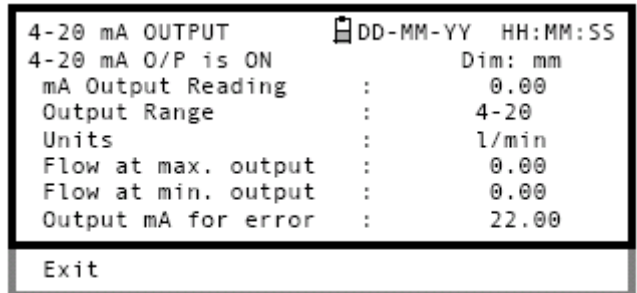 4-20 mA OUTPUT DD-MM-YY HH:MM:SS
4-20 mA O/P is ON Dim: mm
mA Output Reading : 0.00
Output Range : 4-20
Units : l/min
Flow at max. output : 0.00
Flow at min. output : 0.00
Output mA for error : 22.00
Exit